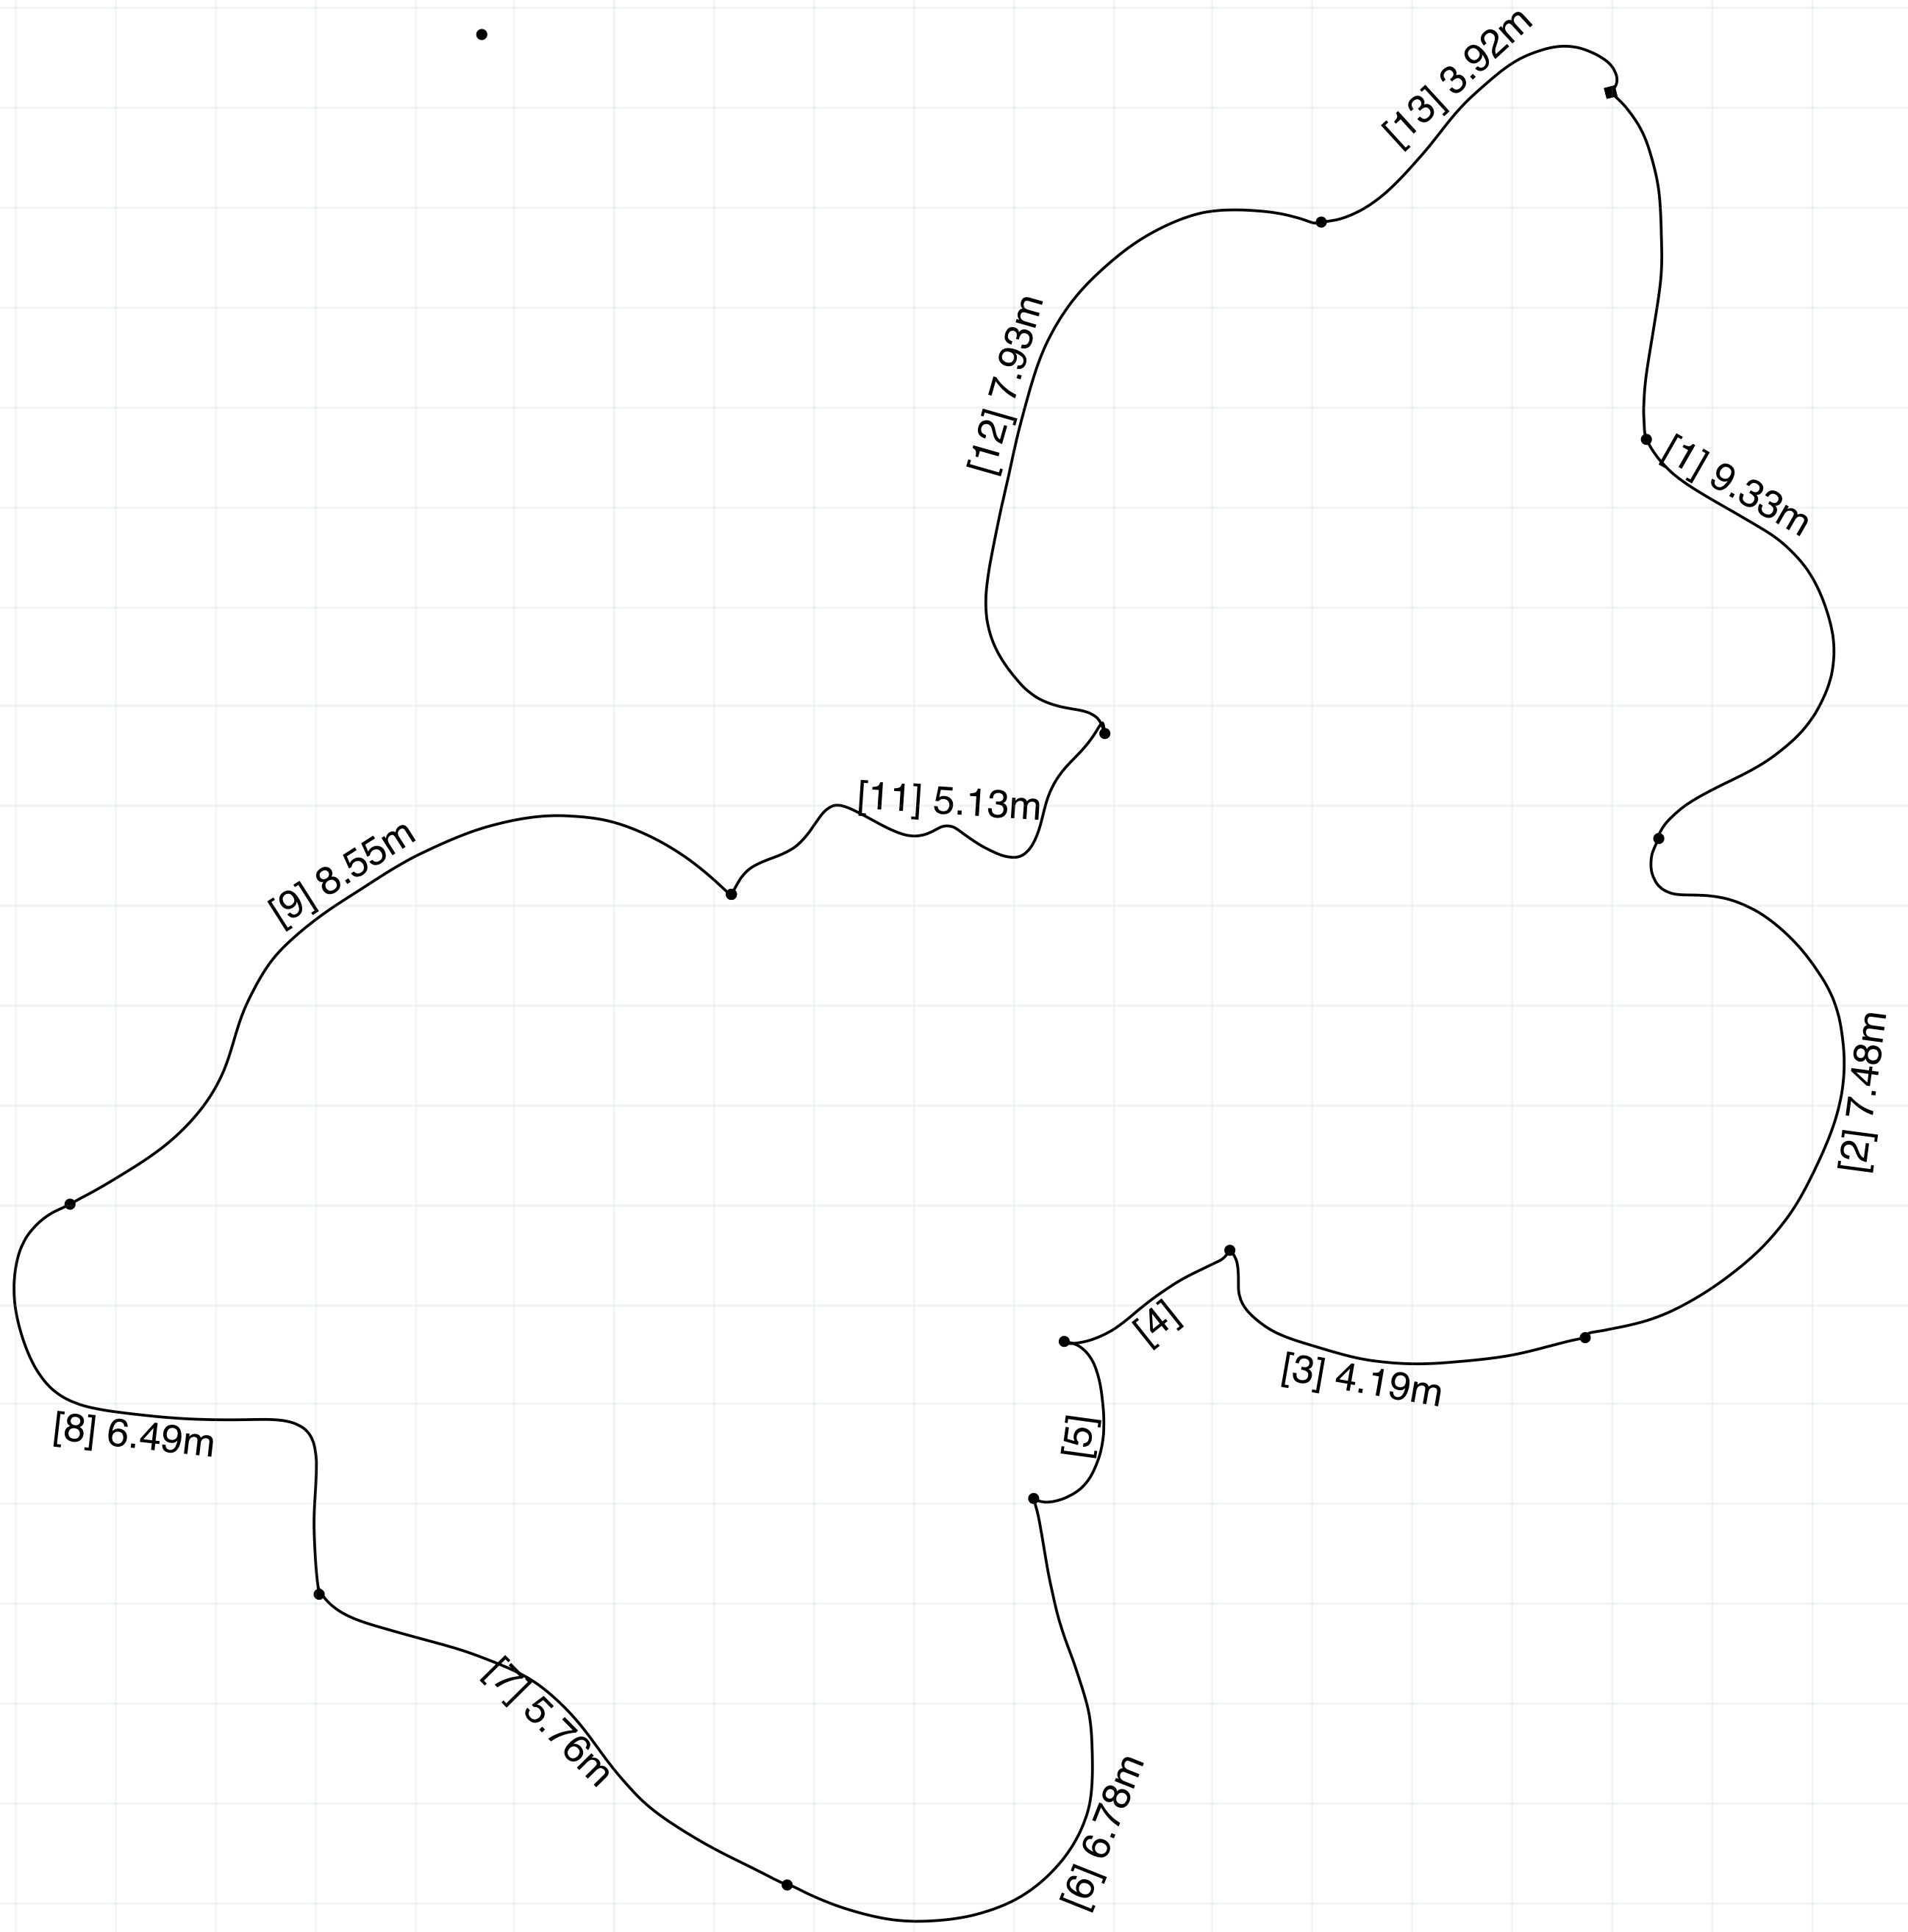 [13] 3.92m
[12] 7.93m
[1] 9.33m
[11] 5.13m
[9] 8.55m
[2] 7.48m
[4]
[3] 4.19m
[5]
[8] 6.49m
[7] 5.76m
[6] 6.78m